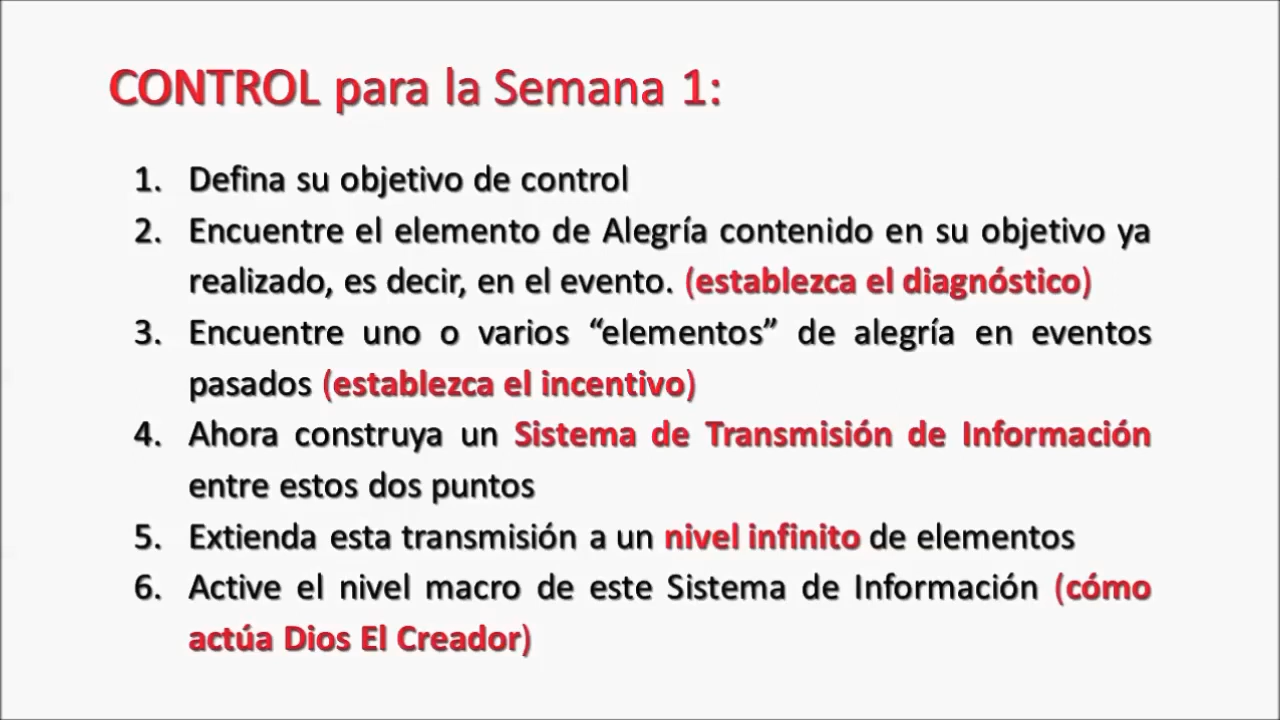 CONTROL para la Semana 1:
1. Defina su objetivo de control
2. Encuentre el elemento de Alegría contenido en su objetivo ya
realizado, es decir, en el evento. (establezca el diagnóstico)
3. Encuentre uno o varios “elementos” de alegría en eventos
pasados (establezca el incentivo)
4. Ahora construya un Sistema de Transmisión de Información
entre estos dos puntos
5. Extienda esta transmisión a un nivel infinito de elementos
6. Active el nivel macro de este Sistema de Información (cómo
actúa Dios El Creador)